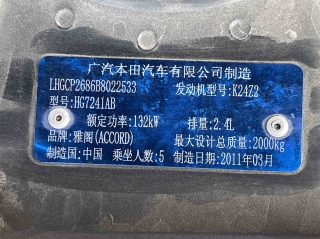 广汽本田汽车有限公司制造
LHGCP2686B8022533 发动机型号:K24Z2
型号:HG7241AB
额定功率:132kW 排量:2.4L
品牌:雅阁(ACCORD) 最大设计总质量:2000kg
制造国:中国 乘坐人数:5 制造日期:2011年03月